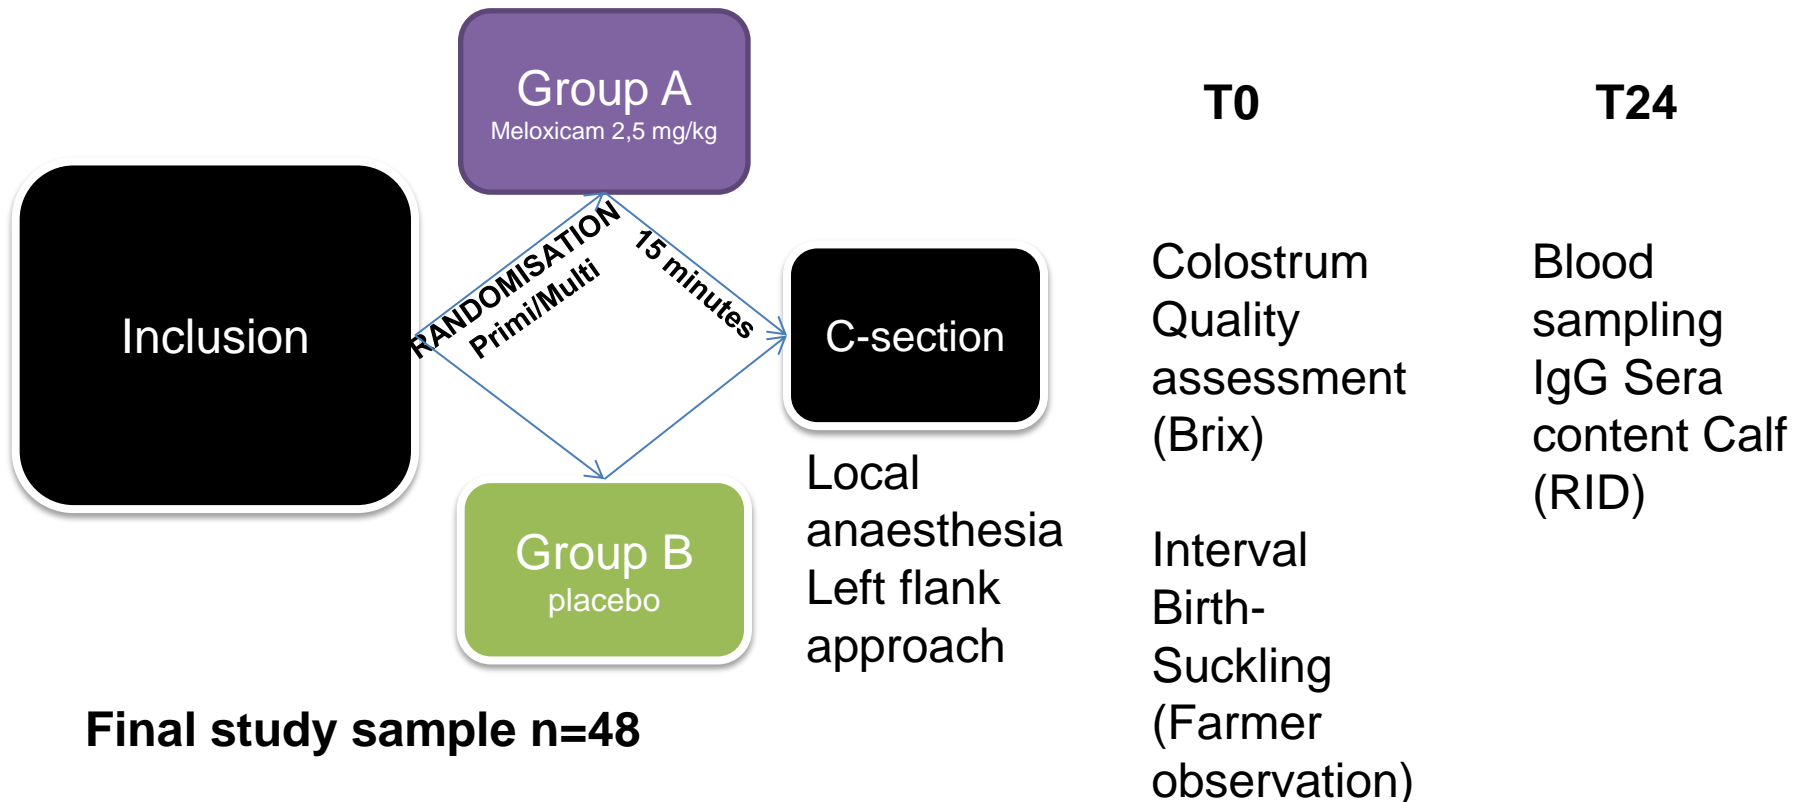 Group A
Meloxicam 2,5 mg/kg
Inclusion
RANDOMISATION
Primi/Multi
15 minutes
Group B
placebo
C-section
Local
anaesthesia
Left flank
approach
T0
Colostrum
Quality
assessment
(Brix)
Interval
Birth-
Suckling
(Farmer
observation)
T24
Blood
sampling
IgG Sera
content Calf
(RID)
Final study sample n=48